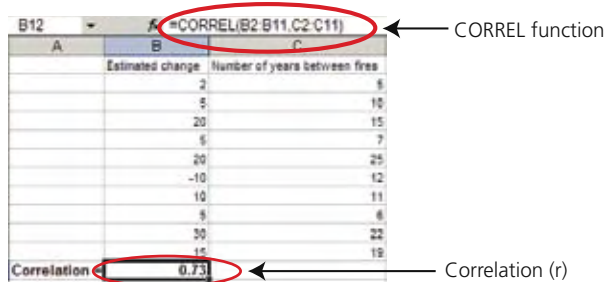 B12 fx =CORREL(B2:B11,C2:C11) CORREL function
A B C
Estimated change Number of years between fires
2 5
5 10
20 15
5 7
20 25
-10 12
10 11
5 6
30 22
15 19
Correlation = 0.73 Correlation (r)